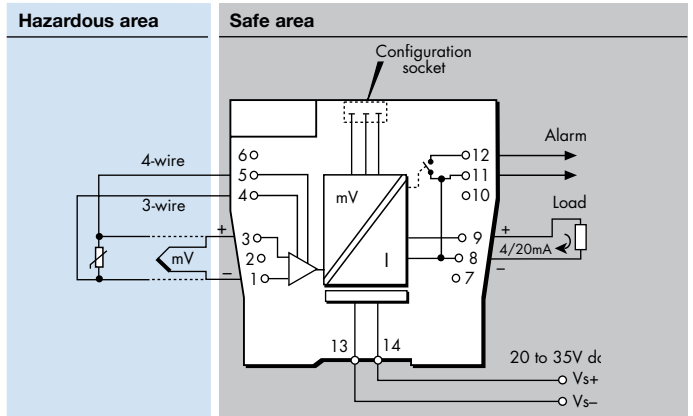 Hazardous area
Safe area
Configuration
socket
Alarm
4-wire
3-wire
6
5
4
3
2
1
+
–
mV
mV
I
12
11
10
9
8
7
Load
+
4/20mA
–
13
14
20 to 35V dc
Vs+
Vs–